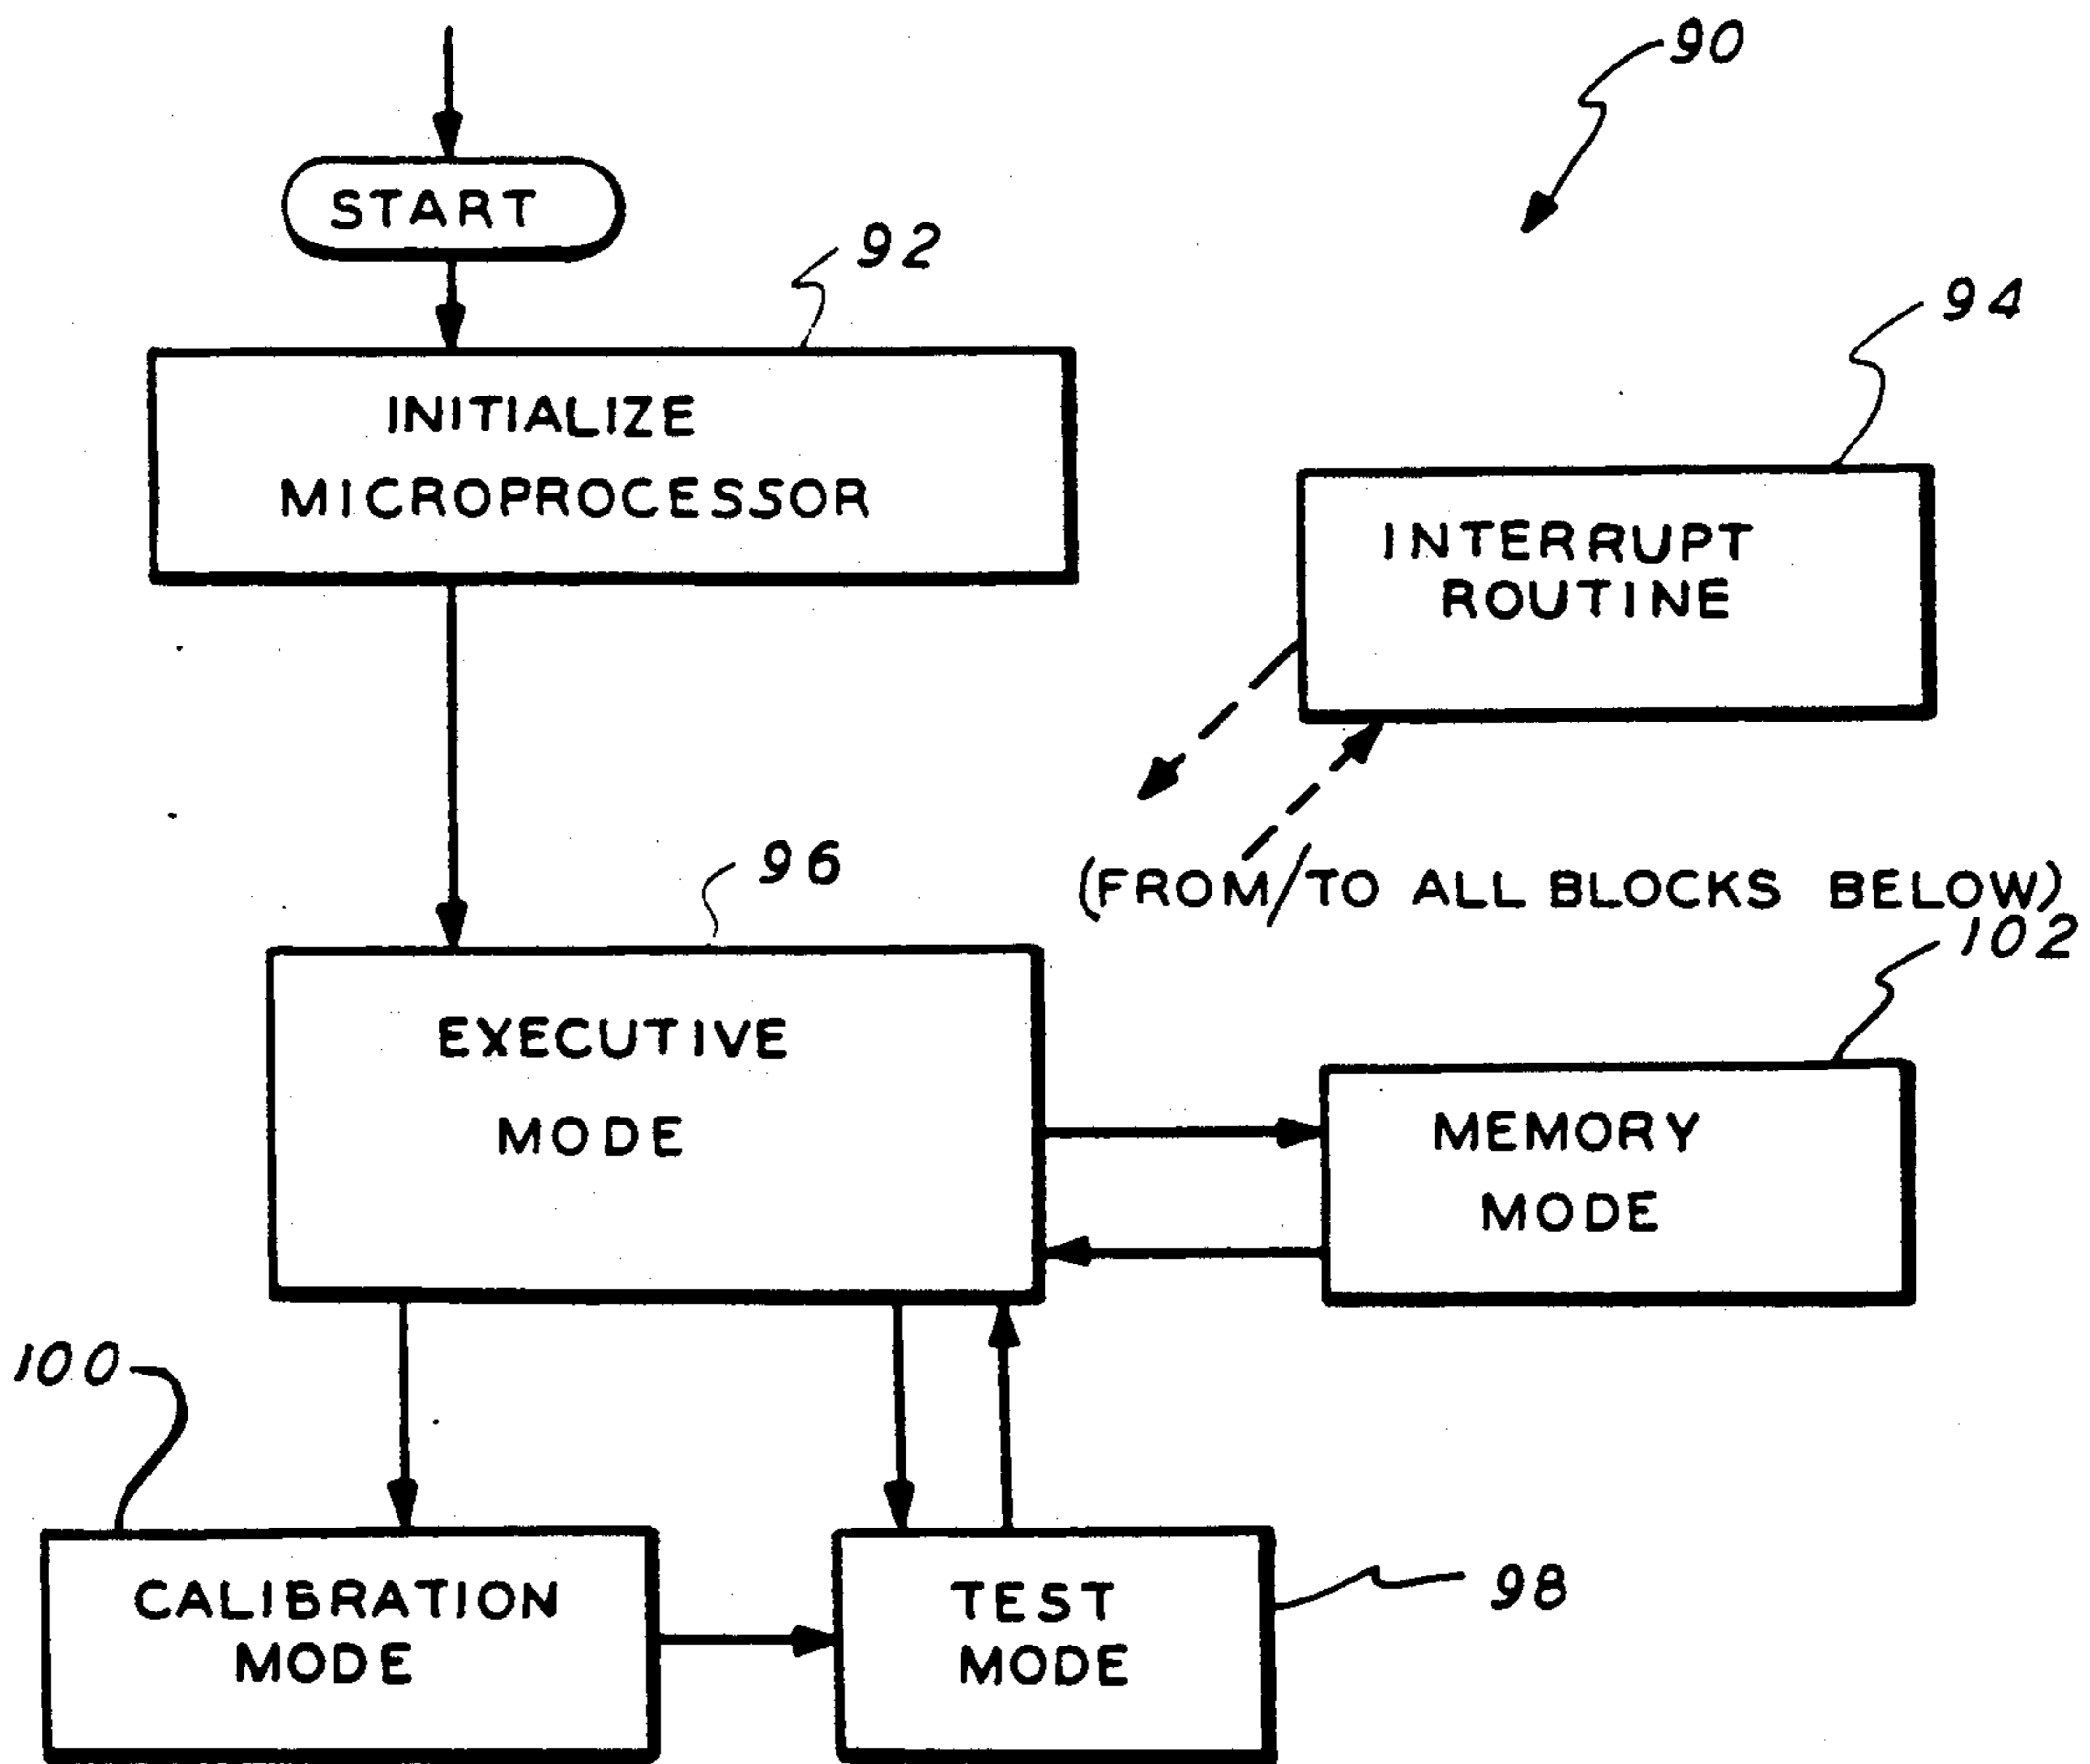 90
START
92
INITIALIZE
MICROPROCESSOR
94
INTERRUPT
ROUTINE
(FROM/TO ALL BLOCKS BELOW)
96
102
EXECUTIVE
MODE
MEMORY
MODE
100
CALIBRATION
MODE
TEST
MODE
98